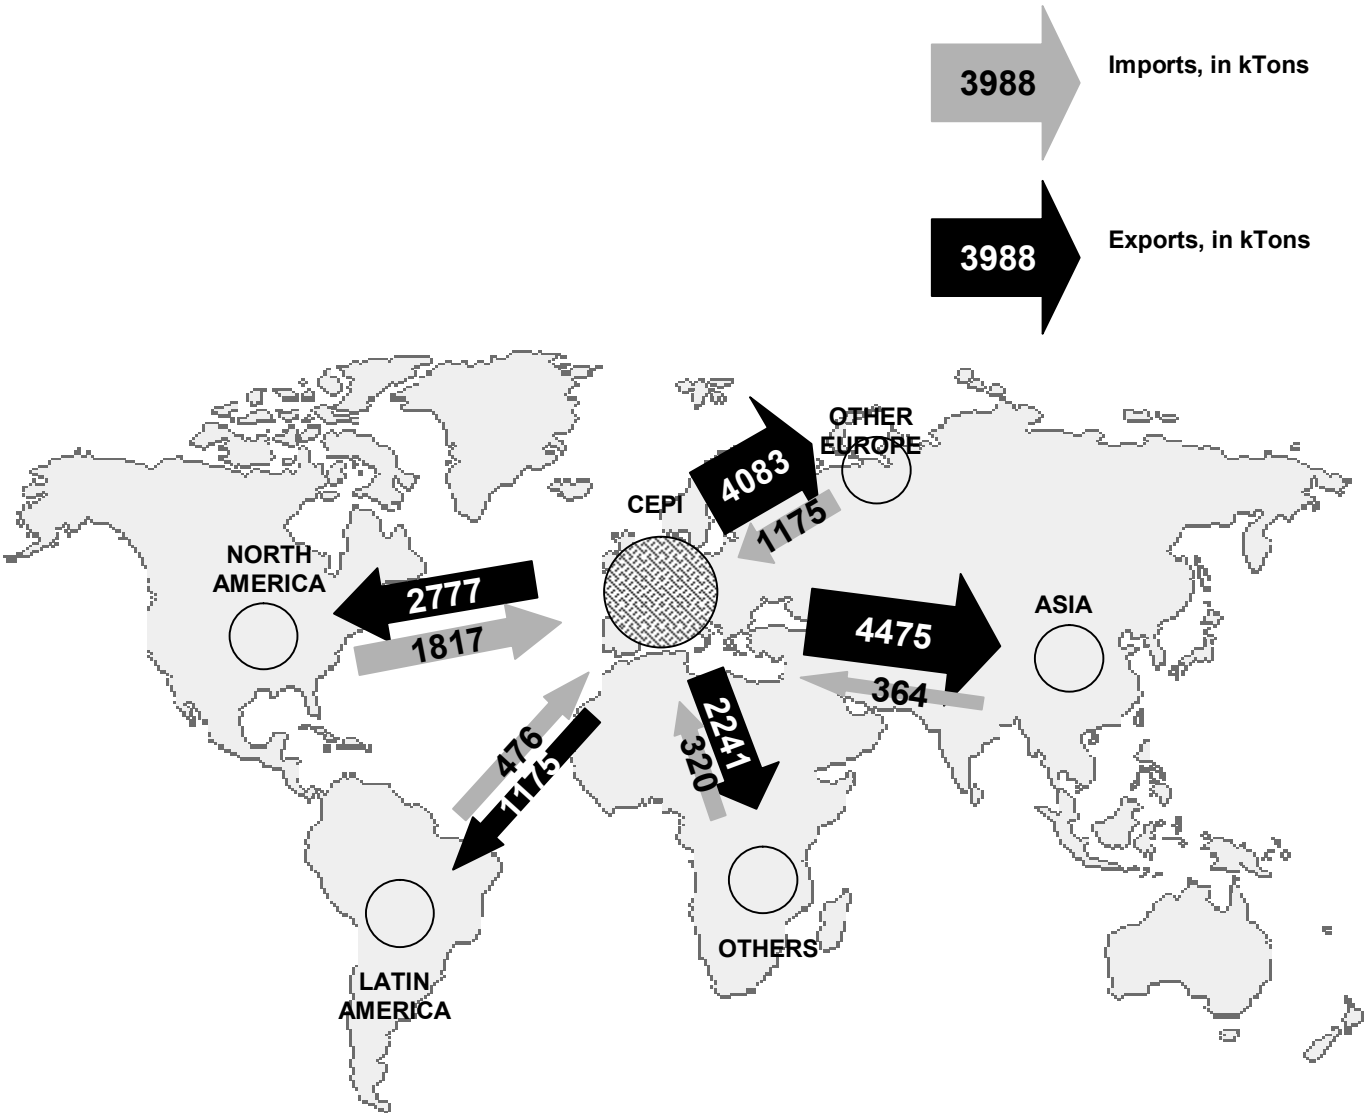 3988
Imports, in kTons
3988
Exports, in kTons
OTHER
EUROPE
4083
CEPI
1175
NORTH
AMERICA
2777
1817
ASIA
4475
364
476
1175
2241
320
OTHERS
LATIN
AMERICA